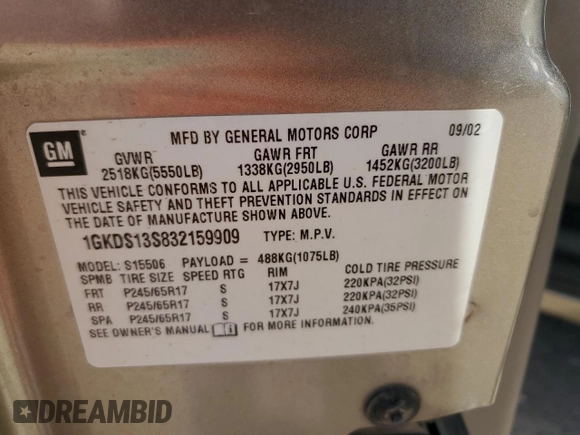 GM
®
MFD BY GENERAL MOTORS CORP 09/02
GVWR GAWR FRT GAWR RR
2518KG(5550LB) 1338KG(2950LB) 1452KG(3200LB)
THIS VEHICLE CONFORMS TO ALL APPLICABLE U.S. FEDERAL MOTOR
VEHICLE SAFETY AND THEFT PREVENTION STANDARDS IN EFFECT ON
THE DATE OF MANUFACTURE SHOWN ABOVE.
1GKDS13S832159909 TYPE: M.P.V.
MODEL: S15506 PAYLOAD = 488KG(1075LB)
SPMB TIRE SIZE SPEED RTG RIM COLD TIRE PRESSURE
FRT P245/65R17 S 17X7J 220KPA(32PSI)
RR P245/65R17 S 17X7J 220KPA(32PSI)
SPA P245/65R17 S 17X7J 240KPA(35PSI)
SEE OWNER'S MANUAL i FOR MORE INFORMATION.
DREAMBID